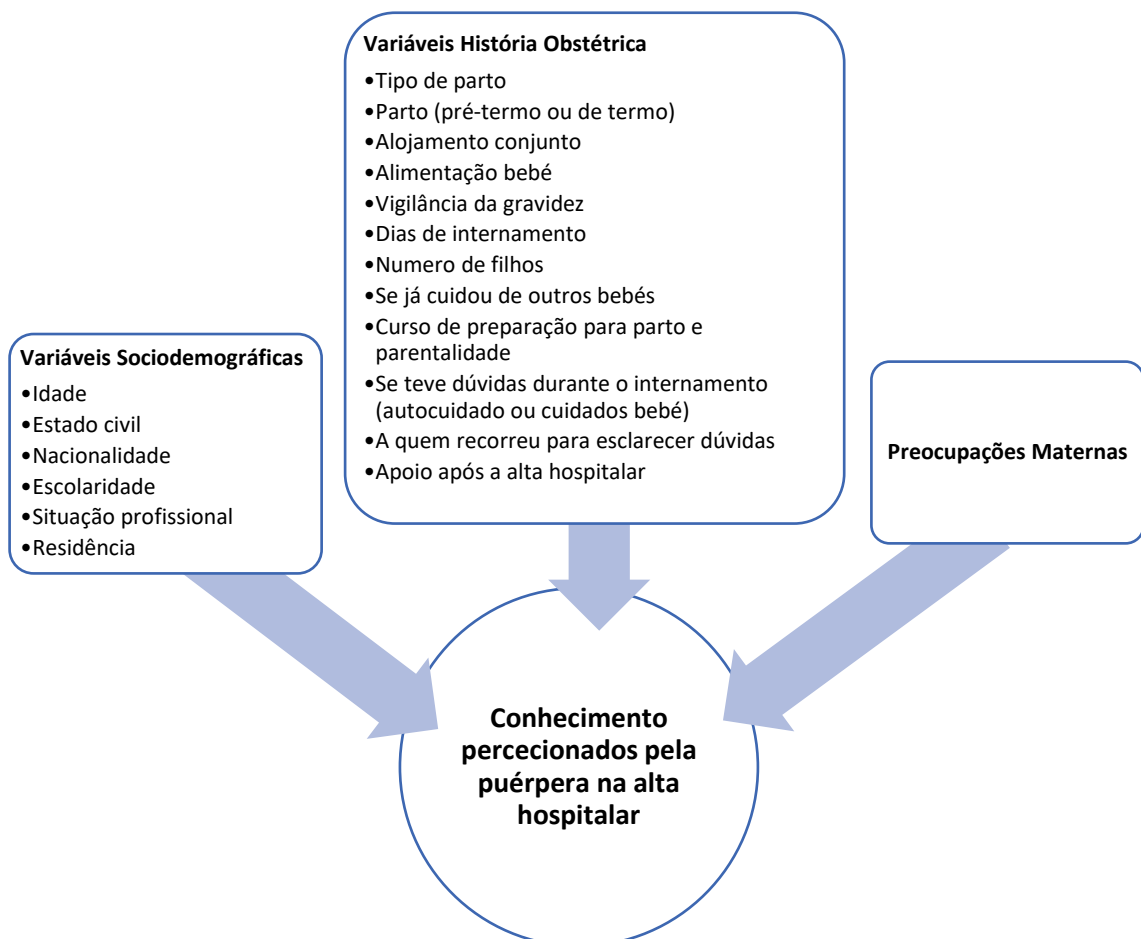 Variáveis História Obstétrica
•Tipo de parto
•Parto (pré-termo ou de termo)
•Alojamento conjunto
•Alimentação bebé
•Vigilância da gravidez
•Dias de internamento
•Numero de filhos
•Se já cuidou de outros bebés
•Curso de preparação para parto e
parentalidade
•Se teve dúvidas durante o internamento
(autocuidado ou cuidados bebé)
•A quem recorreu para esclarecer dúvidas
•Apoio após a alta hospitalar
Variáveis Sociodemográficas
•Idade
•Estado civil
•Nacionalidade
•Escolaridade
•Situação profissional
•Residência
Preocupações Maternas
Conhecimento
percecionados pela
puérpera na alta
hospitalar